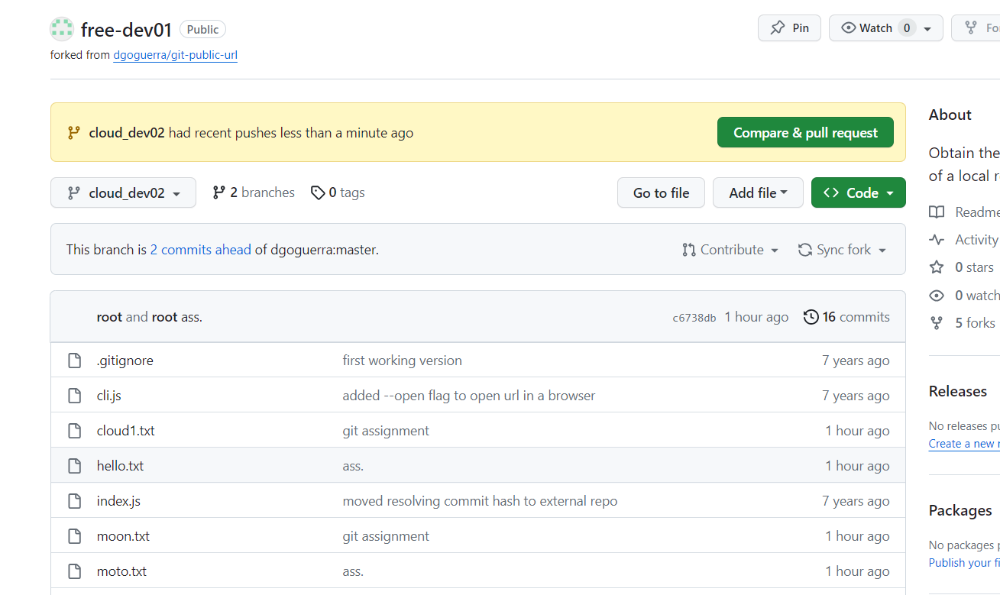 free-dev01 Public Pin Watch 0
forked from dgoguerra/git-public-url
cloud_dev02 had recent pushes less than a minute ago Compare & pull request
cloud_dev02 2 branches 0 tags Go to file Add file Code
This branch is 2 commits ahead of dgoguerra:master. Contribute Sync fork
root and root ass. c6738db 1 hour ago 16 commits
.gitignore first working version 7 years ago
cli.js added --open flag to open url in a browser 7 years ago
cloud1.txt git assignment 1 hour ago
hello.txt ass. 1 hour ago
index.js moved resolving commit hash to external repo 7 years ago
moon.txt git assignment 1 hour ago
moto.txt ass. 1 hour ago
About
Obtain the
of a local
Readme
Activity
0 stars
0 watch
5 forks
Releases
No releases
Create a new
Packages
No packages
Publish your